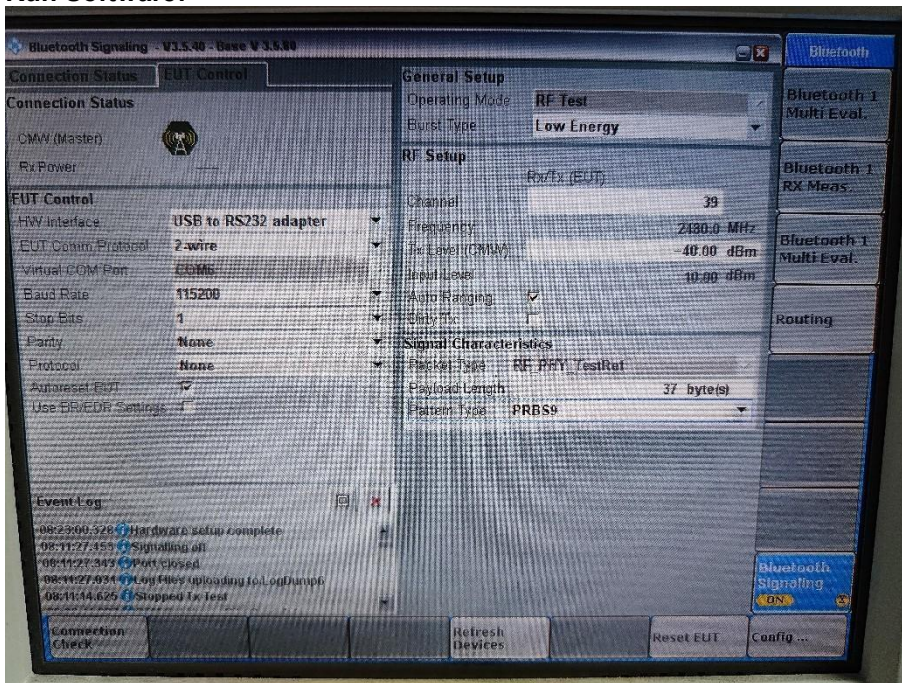 Bluetooth Signaling - V3.5.40 - Base V 3.5.80
Bluetooth
Connection Status
EUT Control
Connection Status
CMW (Master)
Rx Power
---
EUT Control
HW Interface USB to RS232 adapter
EUT Comm Protocol 2-wire
Virtual COM Port COM6
Baud Rate 115200
Stop Bits 1
Parity None
Protocol None
Autoreset EUT
Use BR/EDR Settings
Event Log
08:23:00.328 Hardware setup complete
08:11:27.453 Signalling off
08:11:27.343 Port closed
08:11:27.031 Log Files uploading to LogDump6
08:11:14.625 Stopped Tx Test
General Setup
Operating Mode RF Test
Burst Type Low Energy
RF Setup
Rx/Tx (EUT)
Channel 39
Frequency 2480.0 MHz
Tx Level (CMW) -40.00 dBm
Input Level 10.00 dBm
Auto Ranging
Dirty Tx
Signal Characteristics
Packet Type RF_PHY_TestRef
Payload Length 37 byte(s)
Pattern Type PRBS9
Bluetooth 1
Multi Eval.
Bluetooth 1
RX Meas.
Bluetooth 1
Multi Eval.
Routing
Bluetooth
Signaling
ON
Connection
Check
Refresh
Devices
Reset EUT
Config ...